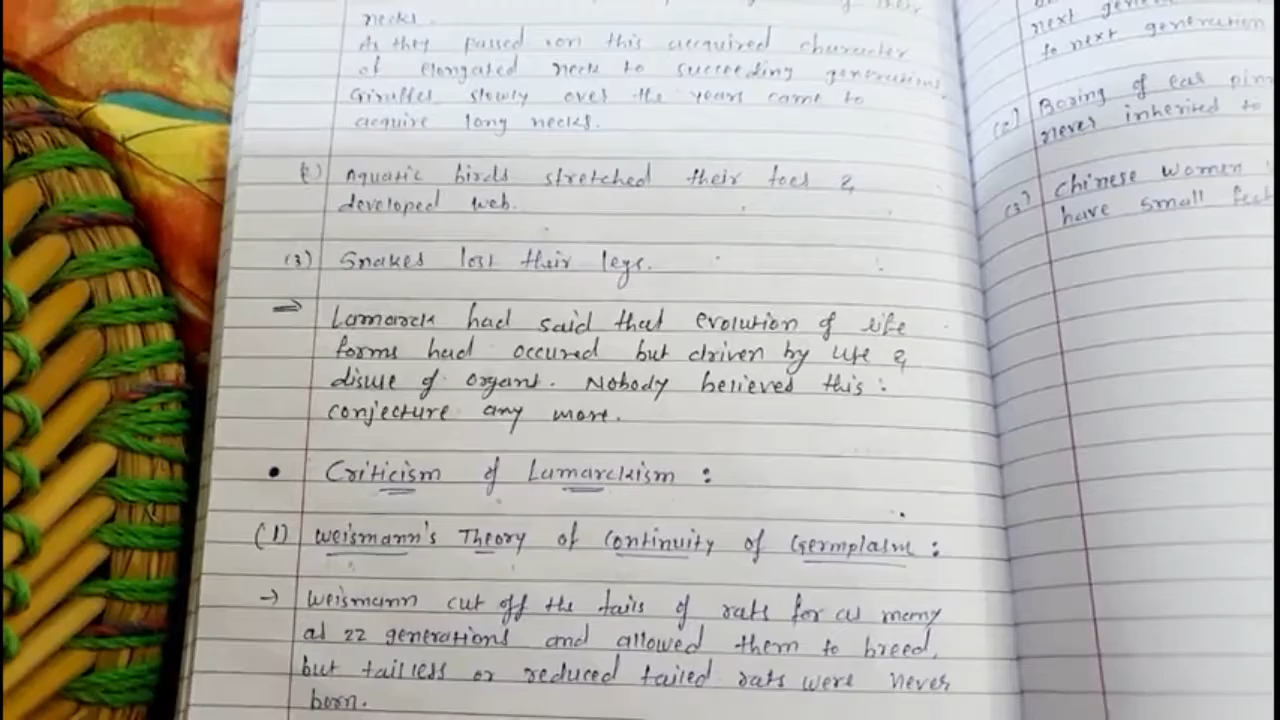 their
necks.
As they passed on this acquired character
of elongated neck to succeeding generations
Giraffes slowly over the years came to
acquire long necks.
(2) Aquatic birds stretched their toes &
developed web.
(3) Snakes lost their legs.
⇒ Lamarck had said that evolution of life
forms had occured but driven by use &
disuse of organs. Nobody believed this
conjecture any more.
• Criticism of Lamarckism :
(1) Weismann's Theory of Continuity of Germplasm :
→ Weismann cut off the tails of rats for as many
as 22 generations and allowed them to breed,
but tailless or reduced tailed rats were never
born.
next
to next generation
(2) Boring of ear
never inherited to
(3) Chinese women
have small feet